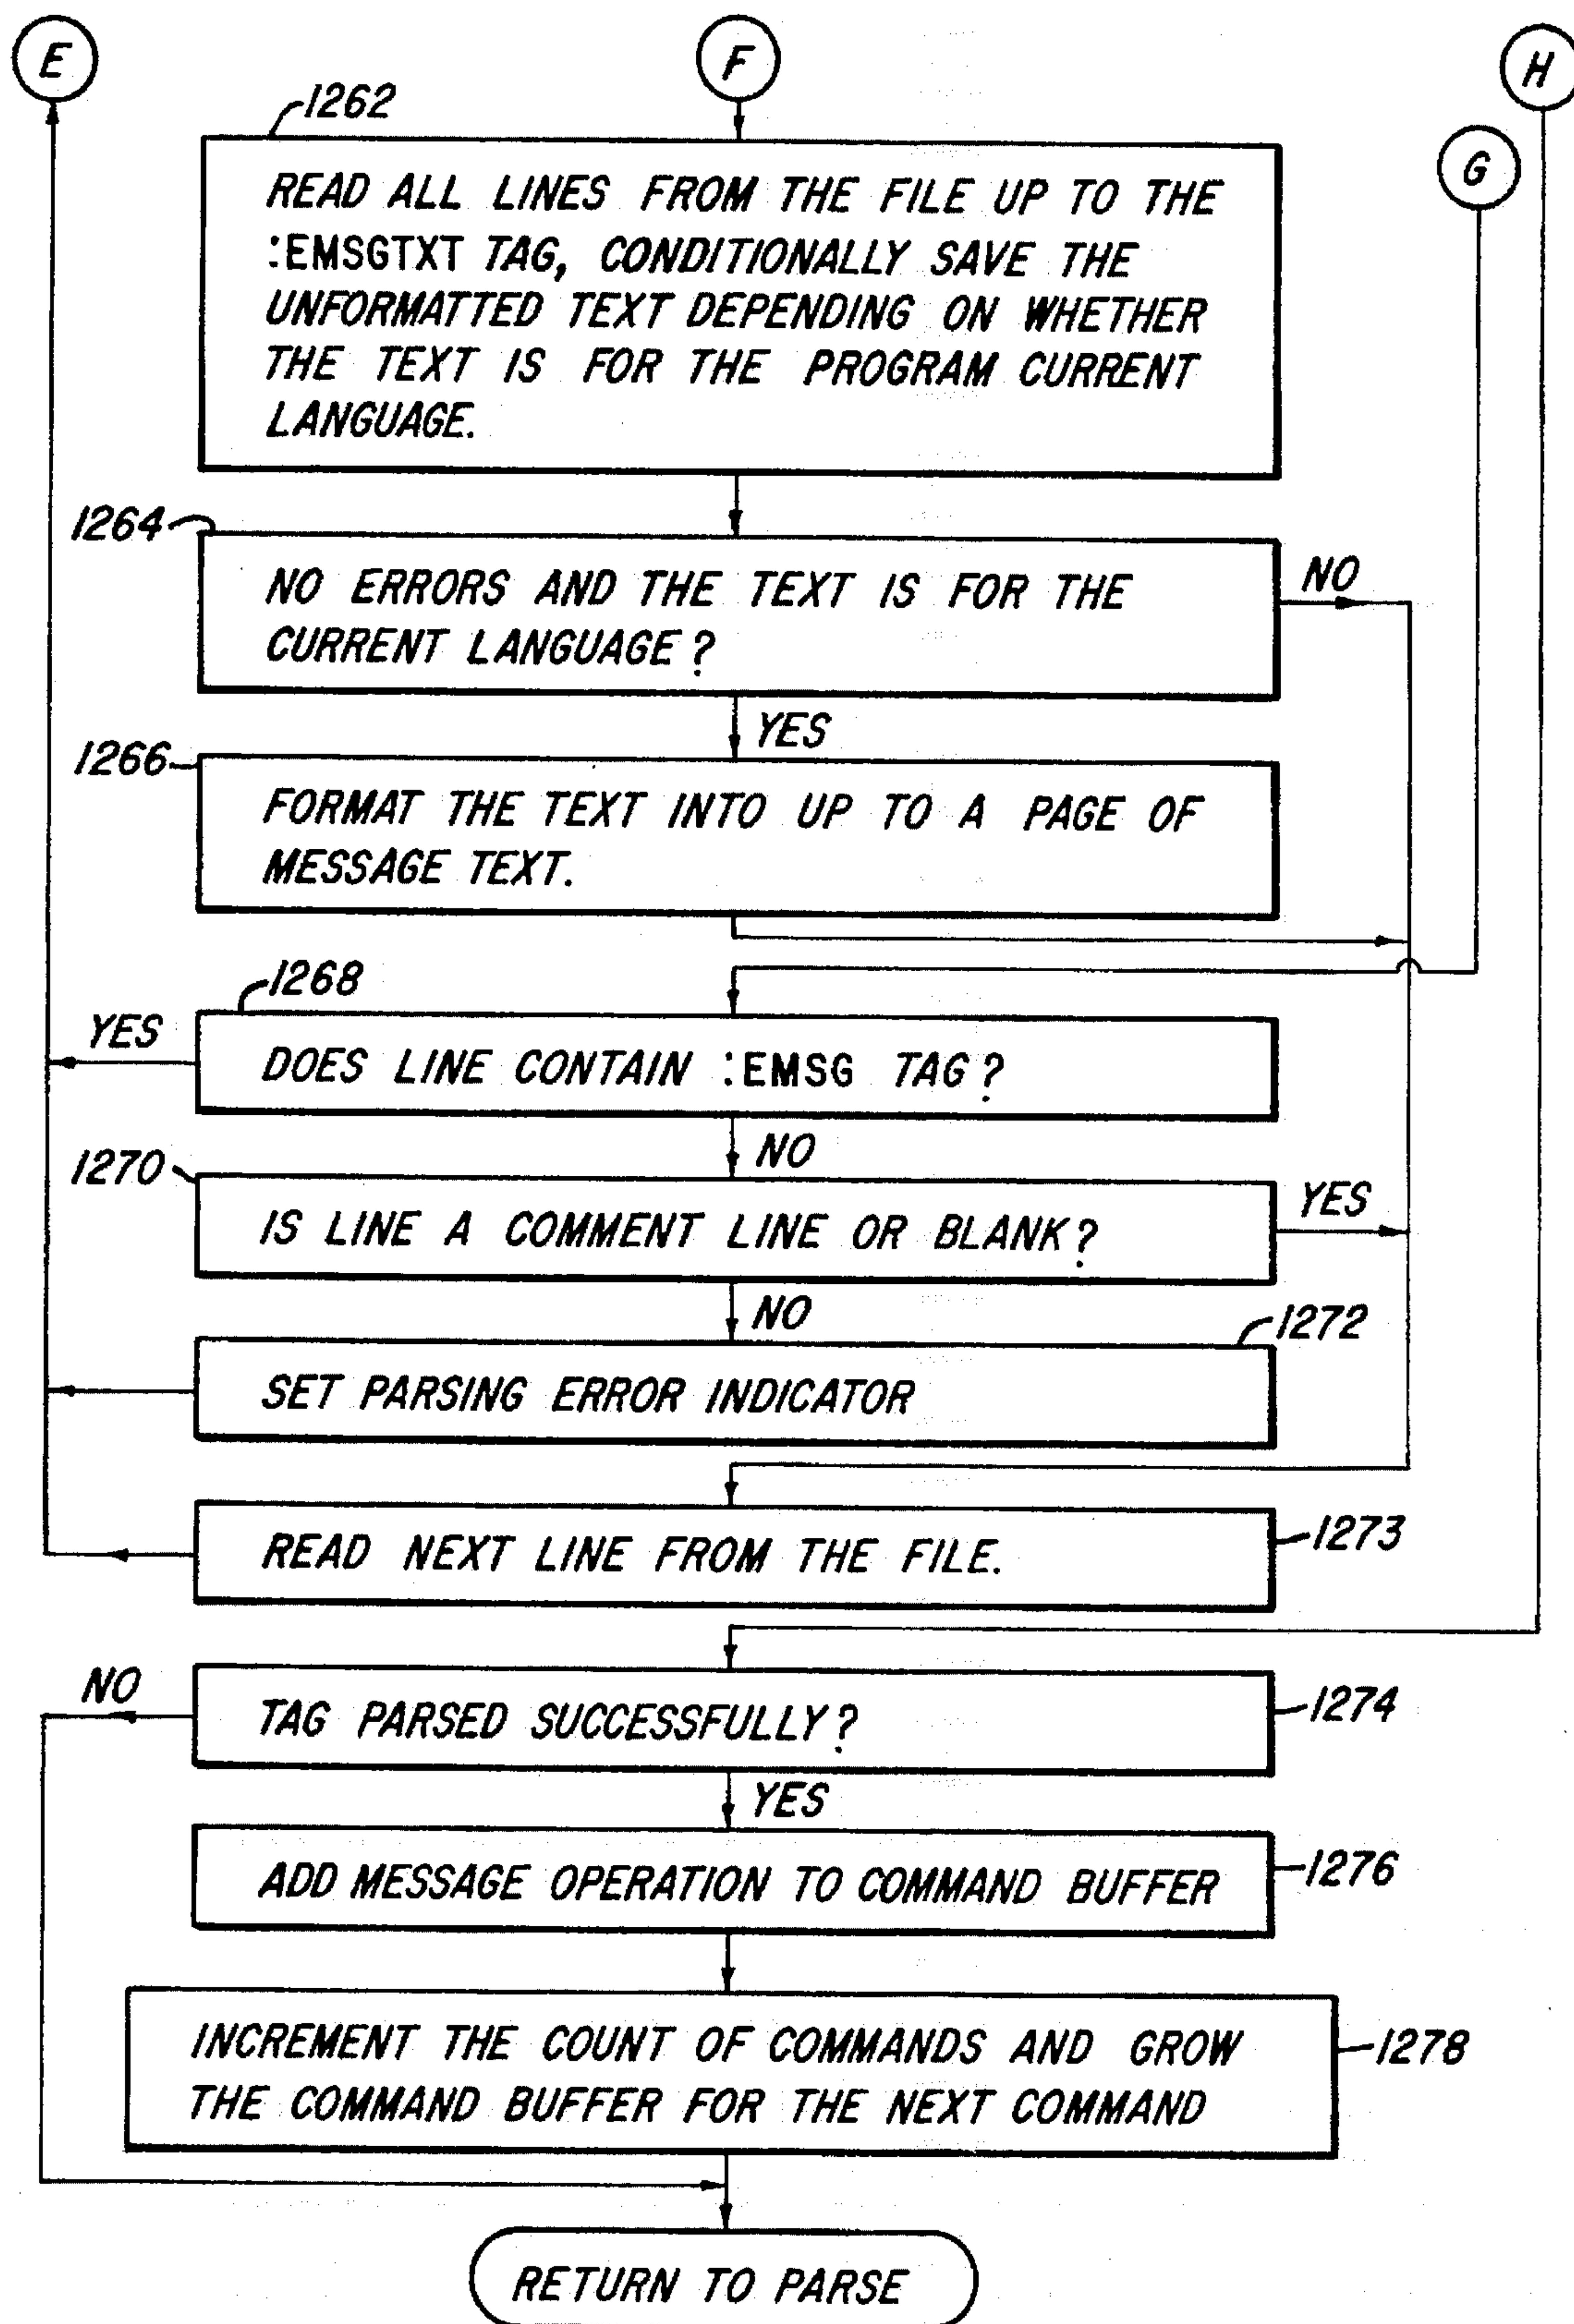 E
F
H
G
1262
READ ALL LINES FROM THE FILE UP TO THE
:EMSGTXT TAG, CONDITIONALLY SAVE THE
UNFORMATTED TEXT DEPENDING ON WHETHER
THE TEXT IS FOR THE PROGRAM CURRENT
LANGUAGE.
1264
NO ERRORS AND THE TEXT IS FOR THE
CURRENT LANGUAGE?
NO
YES
1266
FORMAT THE TEXT INTO UP TO A PAGE OF
MESSAGE TEXT.
1268
YES
DOES LINE CONTAIN :EMSG TAG?
NO
1270
IS LINE A COMMENT LINE OR BLANK?
YES
NO
1272
SET PARSING ERROR INDICATOR
READ NEXT LINE FROM THE FILE.
1273
NO
TAG PARSED SUCCESSFULLY?
1274
YES
ADD MESSAGE OPERATION TO COMMAND BUFFER
1276
INCREMENT THE COUNT OF COMMANDS AND GROW
THE COMMAND BUFFER FOR THE NEXT COMMAND
1278
RETURN TO PARSE